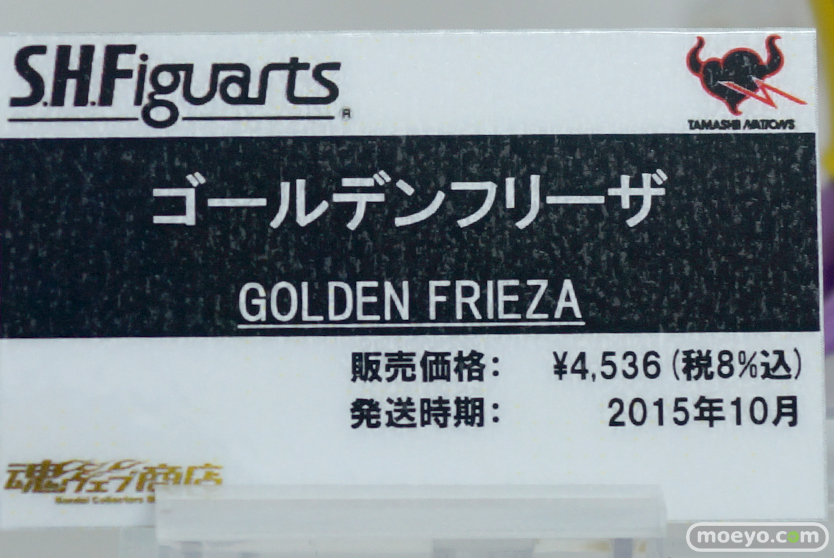 S.H.Figuarts
®
TAMASHII NATIONS
ゴールデンフリーザ
GOLDEN FRIEZA
販売価格： ¥4,536(税8%込)
発送時期： 2015年10月
魂ウェブ商店
Bandai Collectors
moeyo.com